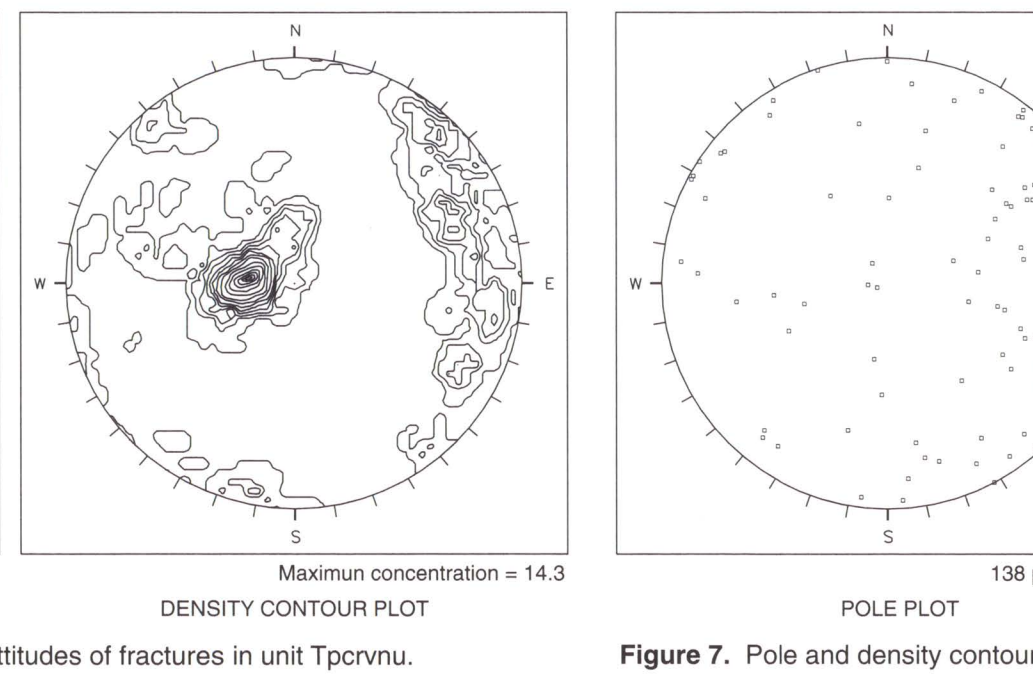 N
W
E
S
Maximun concentration = 14.3
DENSITY CONTOUR PLOT
ttitudes of fractures in unit Tpcrvnu.
N
W
S
138
POLE PLOT
Figure 7. Pole and density contour